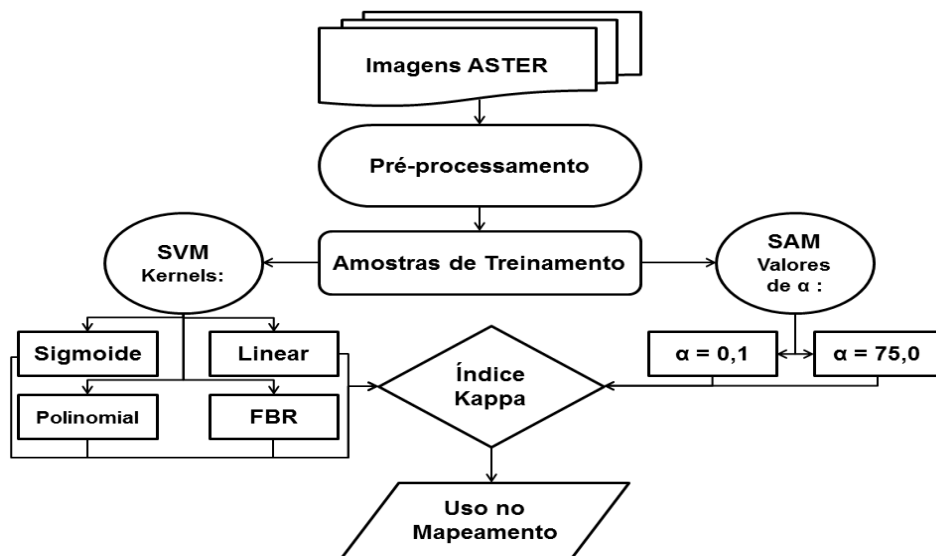 Imagens ASTER
Pré-processamento
SVM
Kernels:
Amostras de Treinamento
SAM
Valores
de α :
Sigmoide
Linear
Polinomial
FBR
Índice
Kappa
α = 0,1
α = 75,0
Uso no
Mapeamento